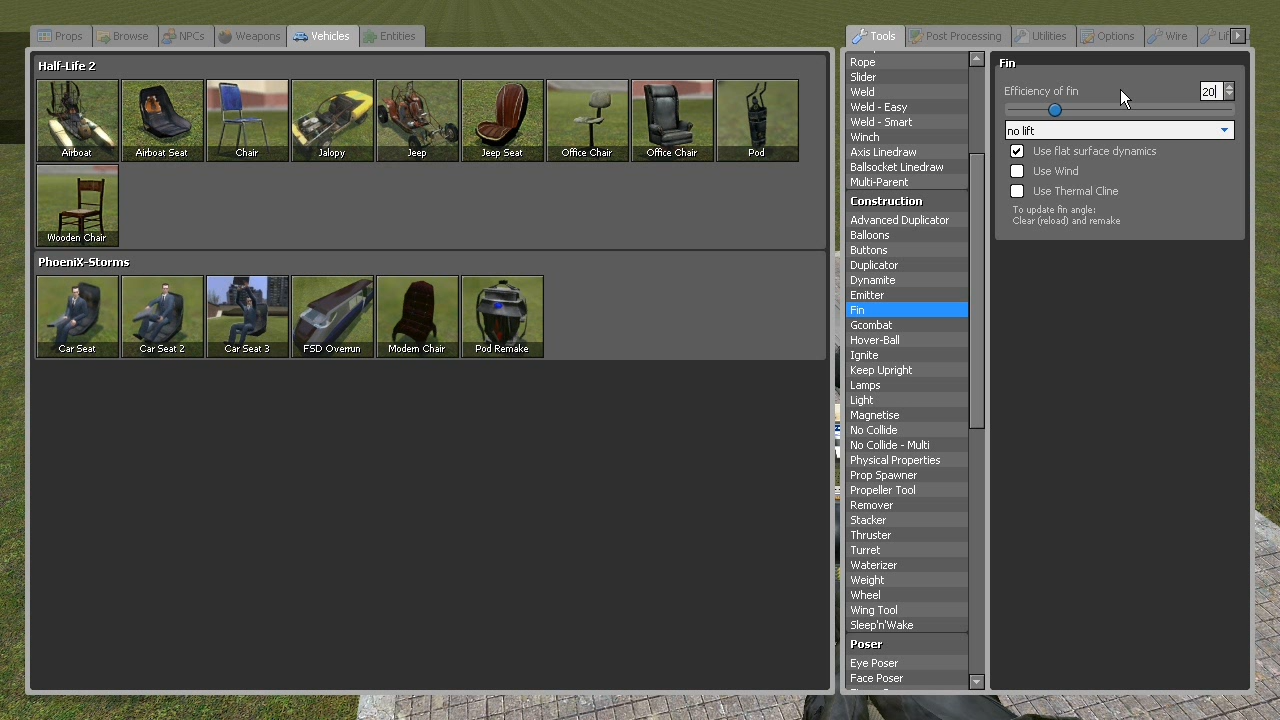 Props Browse NPCs Weapons Vehicles Entities
Half-Life 2
Airboat Airboat Seat Chair Jalopy Jeep Jeep Seat Office Chair Office Chair Pod
Wooden Chair
PhoeniX-Storms
Car Seat Car Seat 2 Car Seat 3 FSD Overrun Modern Chair Pod Remake
Tools Post Processing Utilities Options Wire
Rope
Slider
Weld
Weld - Easy
Weld - Smart
Winch
Axis Linedraw
Ballsocket Linedraw
Multi-Parent
Construction
Advanced Duplicator
Balloons
Buttons
Duplicator
Dynamite
Emitter
Fin
Gcombat
Hover-Ball
Ignite
Keep Upright
Lamps
Light
Magnetise
No Collide
No Collide - Multi
Physical Properties
Prop Spawner
Propeller Tool
Remover
Stacker
Thruster
Turret
Waterizer
Weight
Wheel
Wing Tool
Sleep'n'Wake
Poser
Eye Poser
Face Poser
Fin
Efficiency of fin 20
no lift
Use flat surface dynamics
Use Wind
Use Thermal Cline
To update fin angle:
Clear (reload) and remake